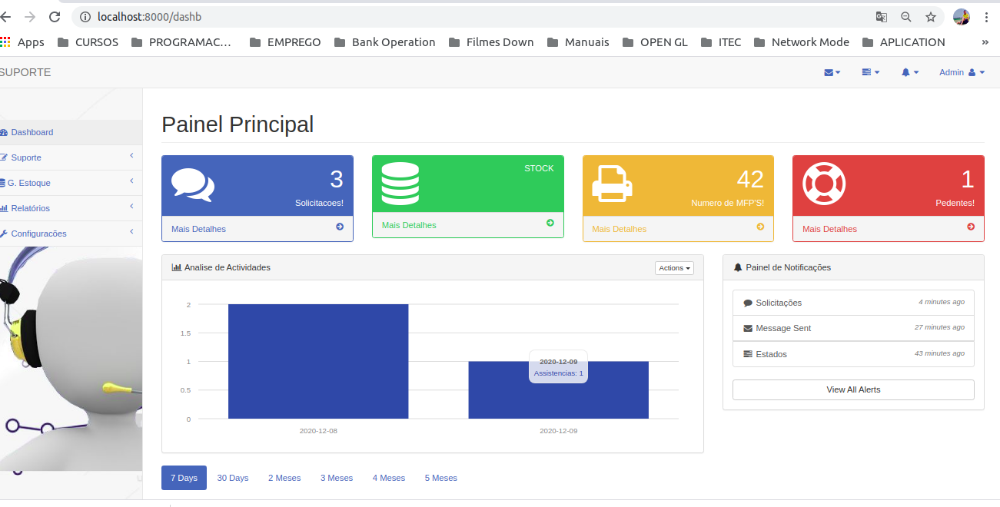 localhost:8000/dashb
Apps CURSOS PROGRAMAC... EMPREGO Bank Operation Filmes Down Manuais OPEN GL ITEC Network Mode APLICATION »
SUPORTE
Admin
Dashboard
Suporte
G. Estoque
Relatórios
Configuracões
Painel Principal
3
Solicitacoes!
Mais Detalhes
STOCK
Mais Detalhes
42
Numero de MFP'S!
Mais Detalhes
1
Pedentes!
Mais Detalhes
Analise de Actividades
Actions
2
1.5
1
0.5
0
2020-12-09
Assistencias: 1
2020-12-08
2020-12-09
Painel de Notificações
Solicitações 4 minutes ago
Message Sent 27 minutes ago
Estados 43 minutes ago
View All Alerts
7 Days 30 Days 2 Meses 3 Meses 4 Meses 5 Meses